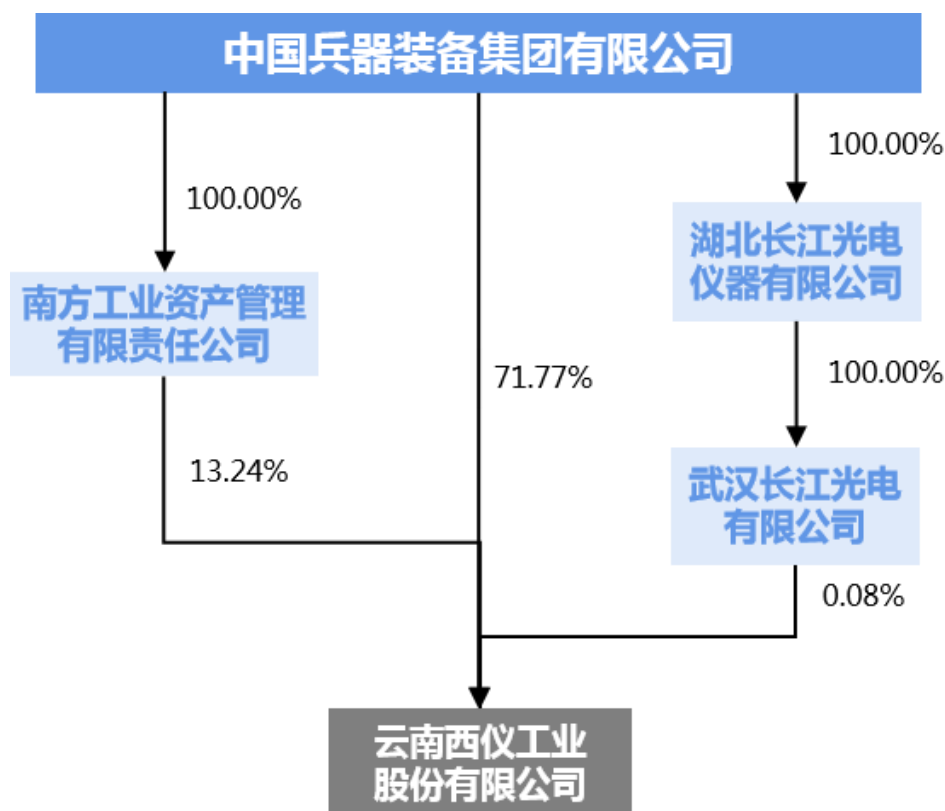 中国兵器装备集团有限公司
100.00%
100.00%
湖北长江光电
仪器有限公司
南方工业资产管理
有限责任公司
71.77%
100.00%
13.24%
武汉长江光电
有限公司
0.08%
云南西仪工业
股份有限公司